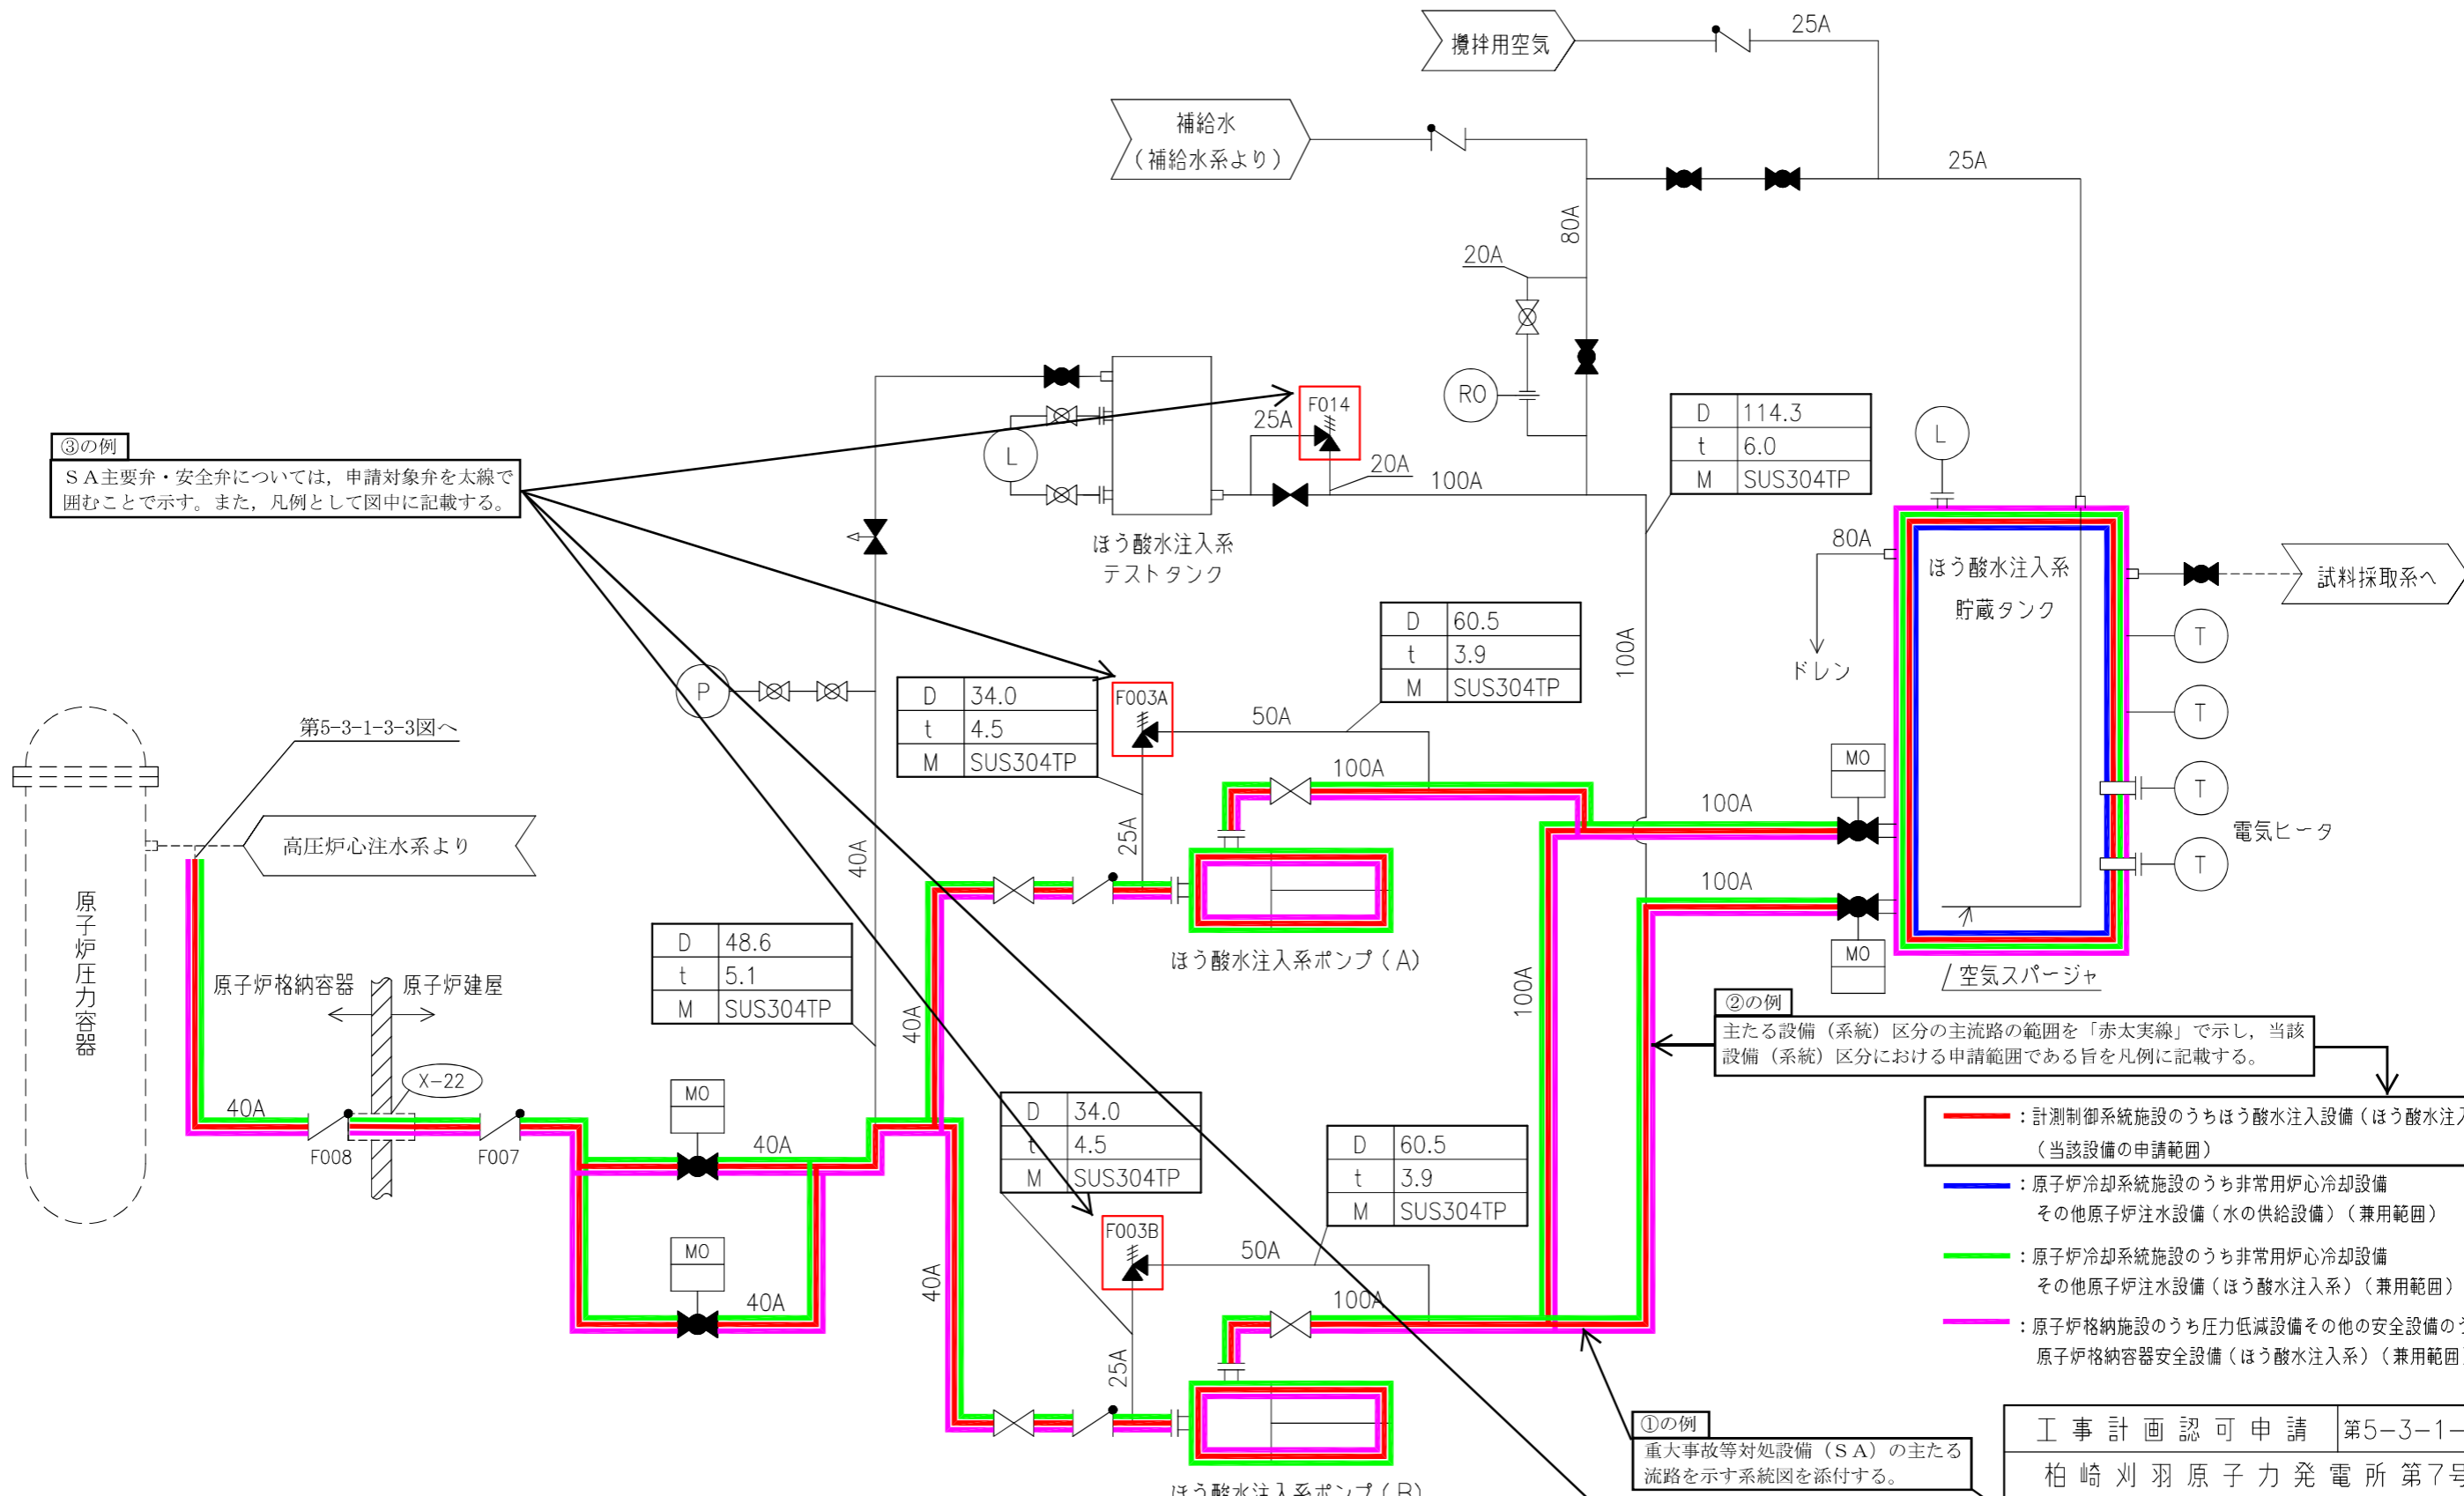 攪拌用空気
25A
補給水
（補給水系より）
25A
80A
20A
RO
F014
25A
20A
100A
L
ほう酸水注入系
テストタンク
③の例
ＳＡ主要弁・安全弁については，申請対象弁を太線で
囲むことで示す。また，凡例として図中に記載する。
D 114.3
t 6.0
M SUS304TP
L
80A
ほう酸水注入系
貯蔵タンク
ドレン
試料採取系へ
T
T
T
T
電気ヒータ
100A
D 60.5
t 3.9
M SUS304TP
P
D 34.0
t 4.5
M SUS304TP
F003A
50A
100A
25A
40A
MO
100A
100A
MO
空気スパージャ
第5-3-1-3-3図へ
高圧炉心注水系より
原子炉圧力容器
ほう酸水注入系ポンプ（A）
D 48.6
t 5.1
M SUS304TP
40A
100A
原子炉格納容器
原子炉建屋
X-22
40A
F008
F007
MO
40A
MO
40A
②の例
主たる設備（系統）区分の主流路の範囲を「赤太実線」で示し，当該
設備（系統）区分における申請範囲である旨を凡例に記載する。
D 34.0
t 4.5
M SUS304TP
D 60.5
t 3.9
M SUS304TP
F003B
50A
100A
40A
25A
ほう酸水注入系ポンプ（B）
：計測制御系統施設のうちほう酸水注入設備（ほう酸水注入
（当該設備の申請範囲）
：原子炉冷却系統施設のうち非常用炉心冷却設備
その他原子炉注水設備（水の供給設備）（兼用範囲）
：原子炉冷却系統施設のうち非常用炉心冷却設備
その他原子炉注水設備（ほう酸水注入系）（兼用範囲）
：原子炉格納施設のうち圧力低減設備その他の安全設備のう
原子炉格納容器安全設備（ほう酸水注入系）（兼用範囲
①の例
重大事故等対処設備（ＳＡ）の主たる
流路を示す系統図を添付する。
工事計画認可申請 第5-3-1-
柏崎刈羽原子力発電所第7号